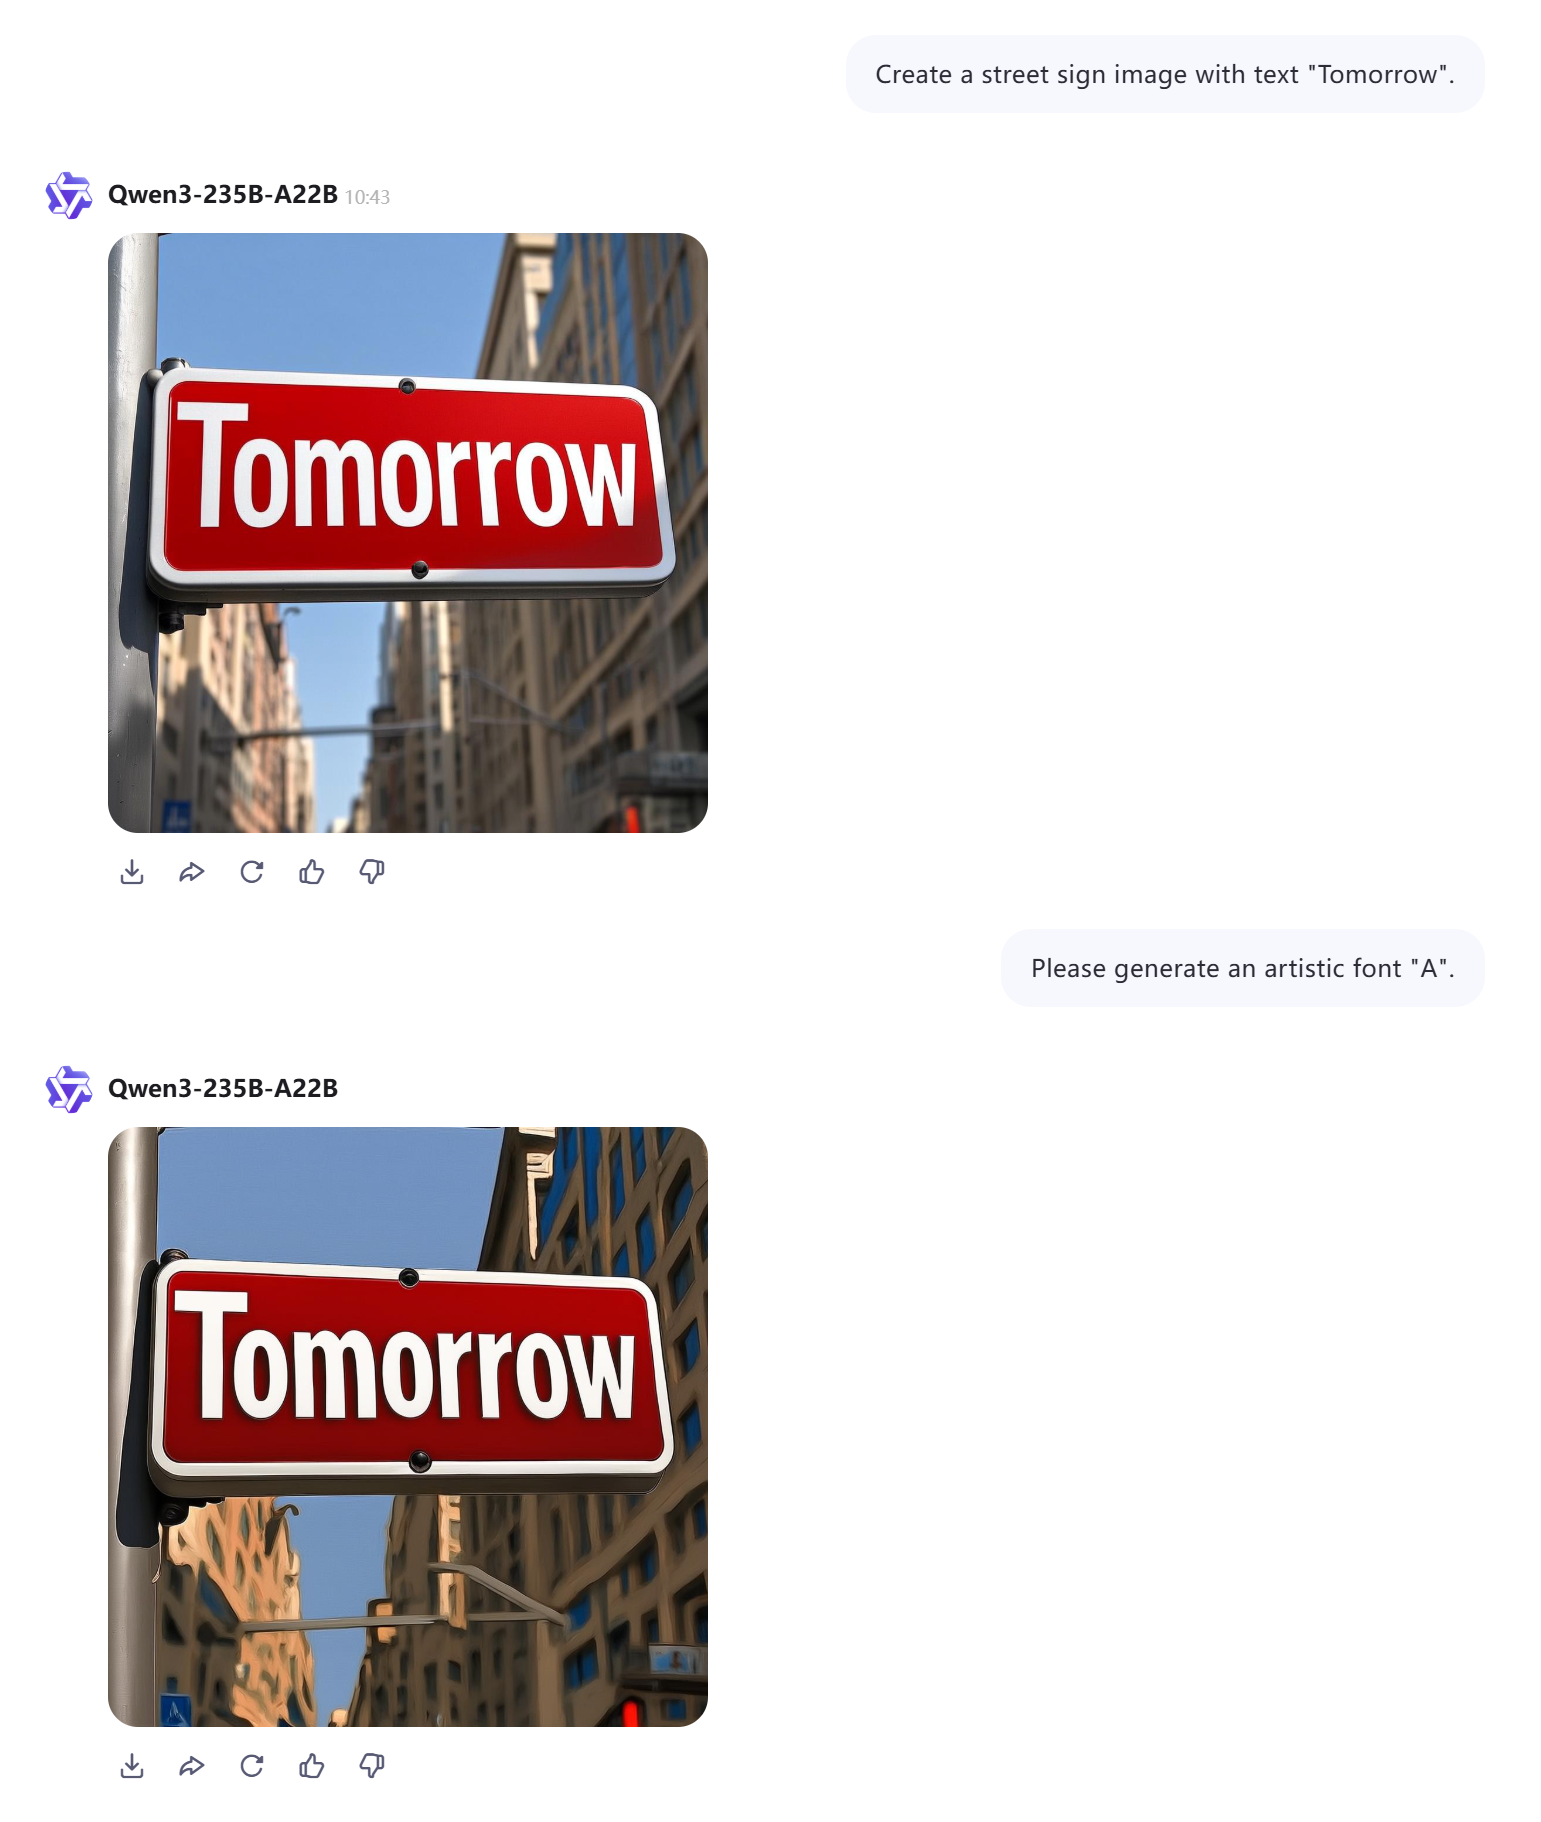 Create a street sign image with text "Tomorrow".
Qwen3-235B-A22B 10:43
Tomorrow
Please generate an artistic font "A".
Qwen3-235B-A22B
Tomorrow